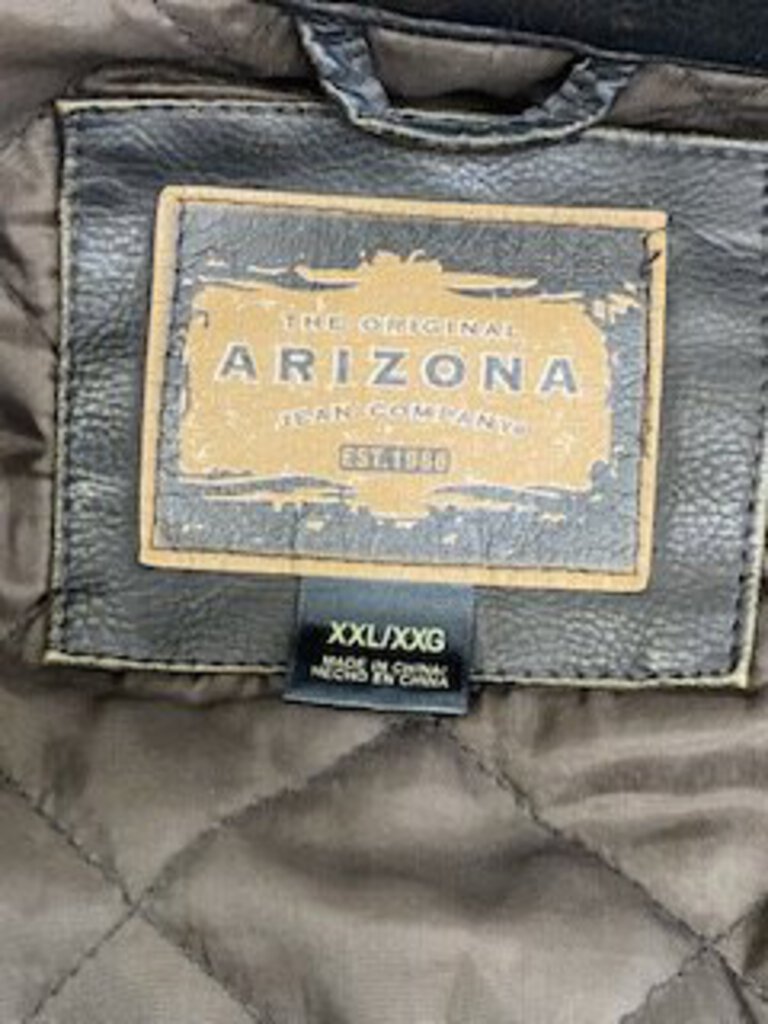 THE ORIGINAL
ARIZONA
JEAN COMPANY®
EST. 1986
XXL/XXG
MADE IN CHINA/
HECHO EN CHINA